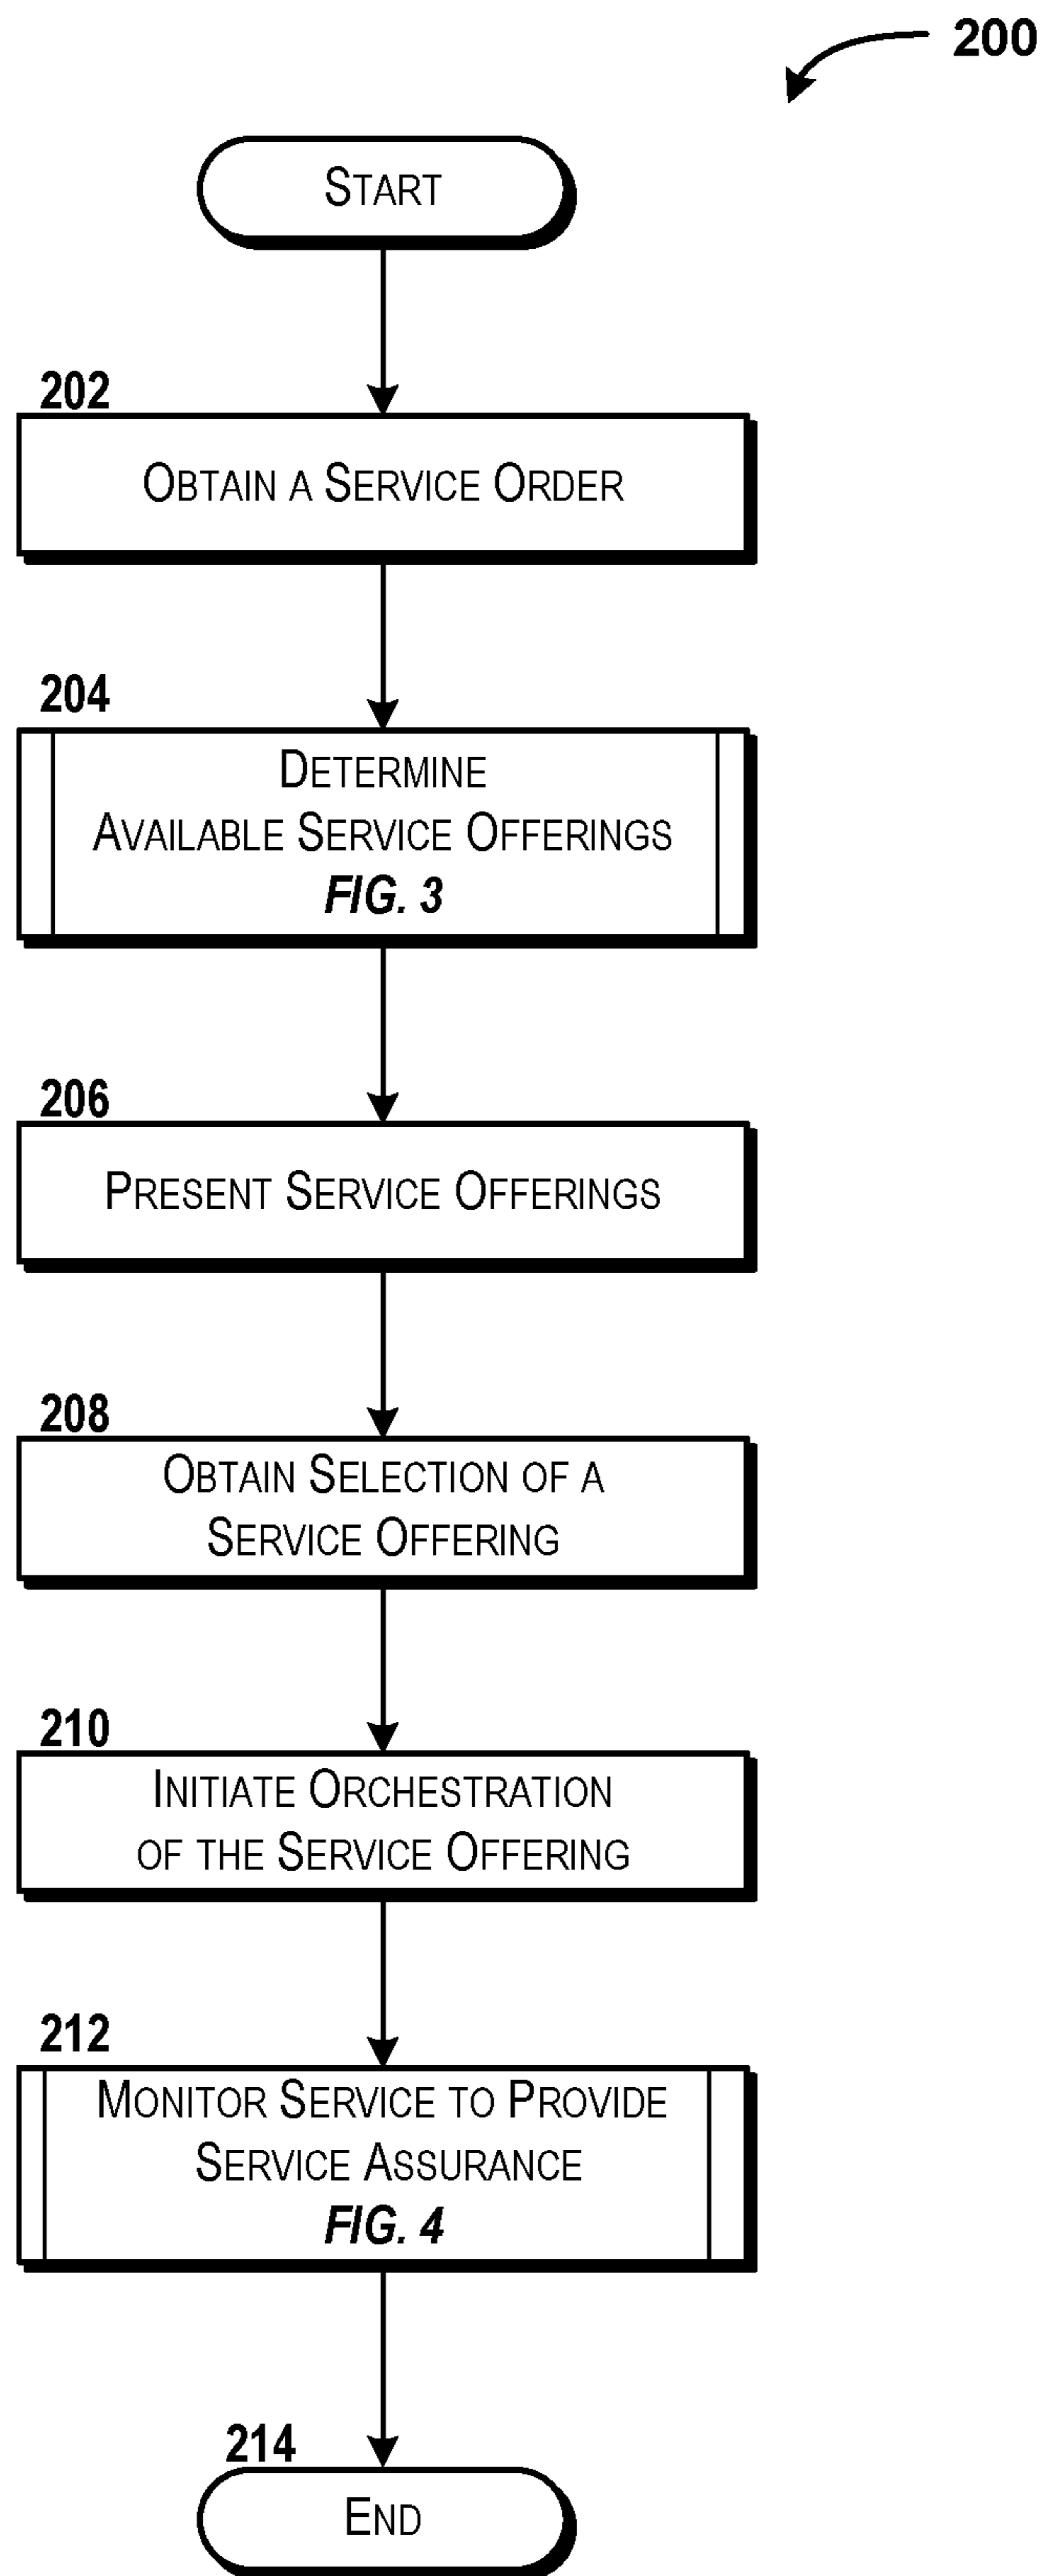 200
START
202
OBTAIN A SERVICE ORDER
204
DETERMINE
AVAILABLE SERVICE OFFERINGS
FIG. 3
206
PRESENT SERVICE OFFERINGS
208
OBTAIN SELECTION OF A
SERVICE OFFERING
210
INITIATE ORCHESTRATION
OF THE SERVICE OFFERING
212
MONITOR SERVICE TO PROVIDE
SERVICE ASSURANCE
FIG. 4
214
END